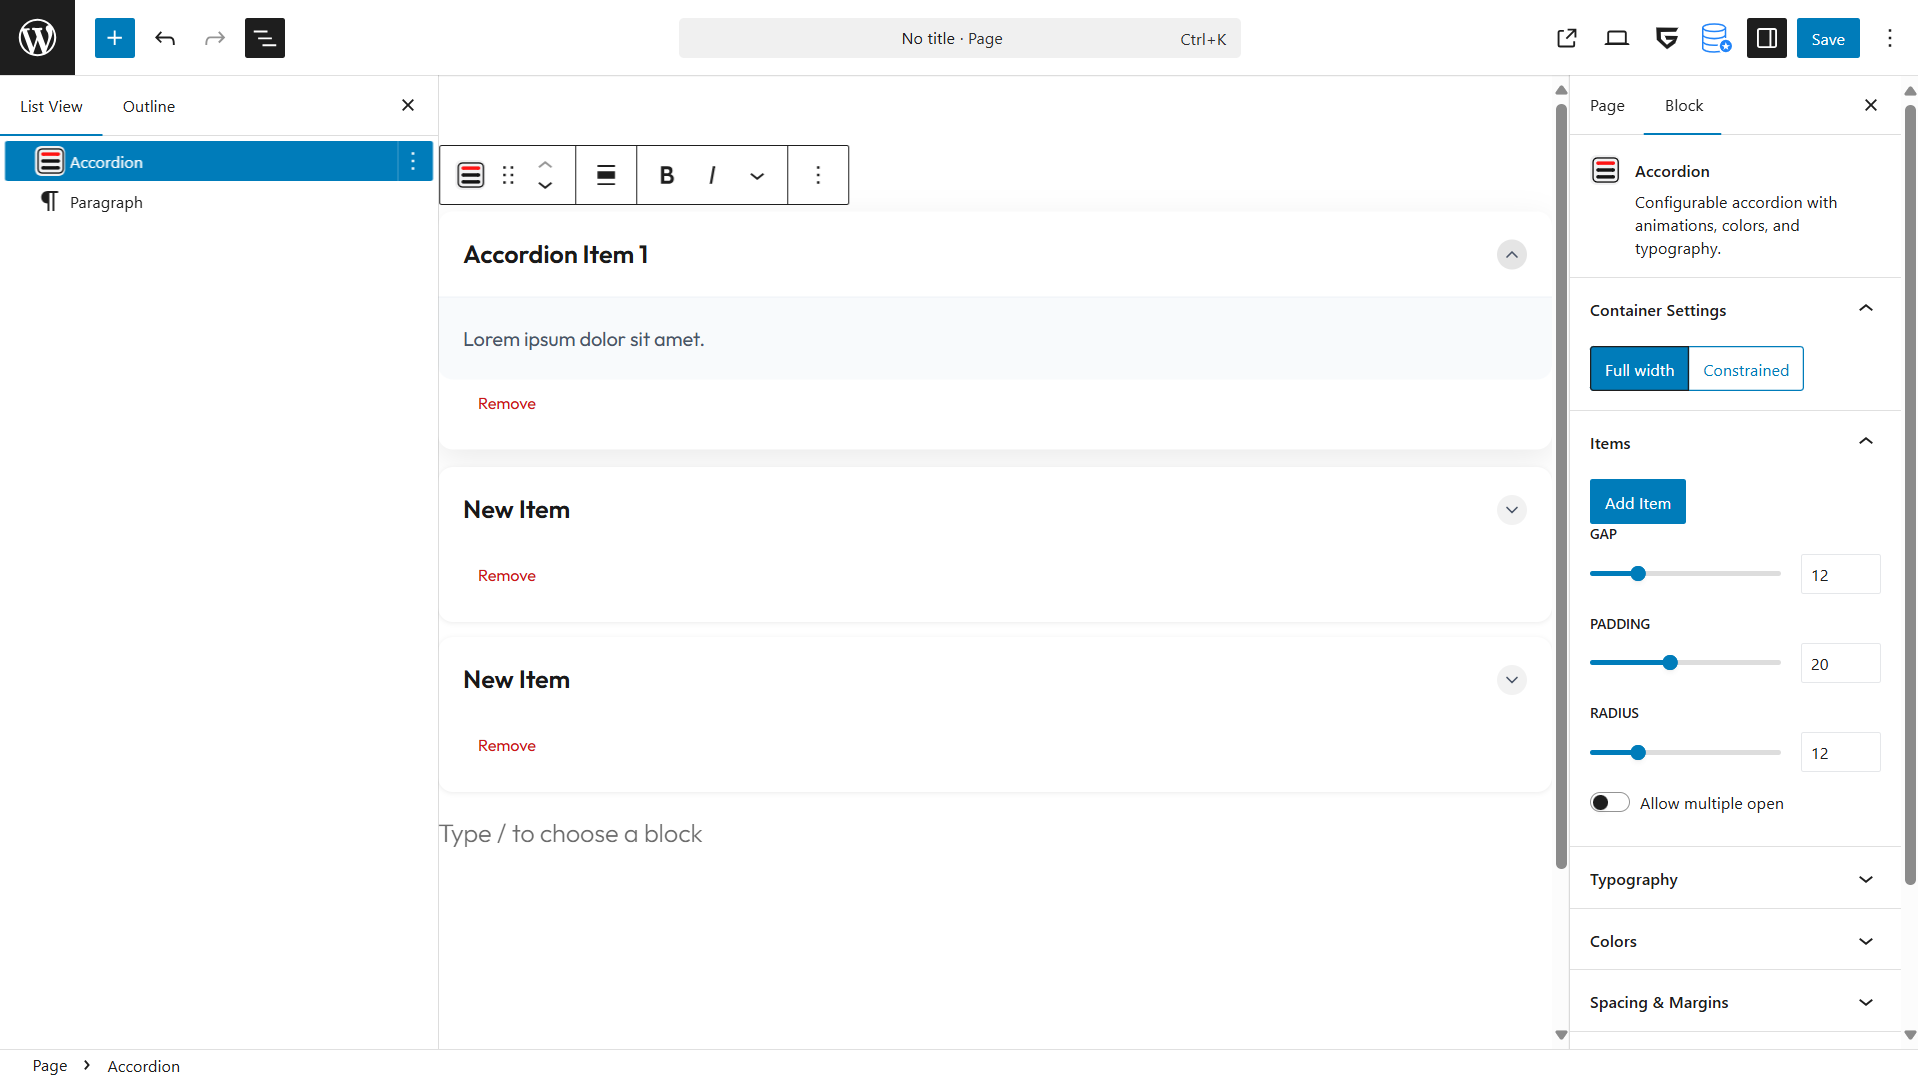 No title · Page
Ctrl+K
Save
List View
Outline
Accordion
Paragraph
B I
Accordion Item 1
Lorem ipsum dolor sit amet.
Remove
New Item
Remove
New Item
Remove
Type / to choose a block
Page
Block
Accordion
Configurable accordion with
animations, colors, and
typography.
Container Settings
Full width
Constrained
Items
Add Item
GAP
12
PADDING
20
RADIUS
12
Allow multiple open
Typography
Colors
Spacing & Margins
Page
Accordion